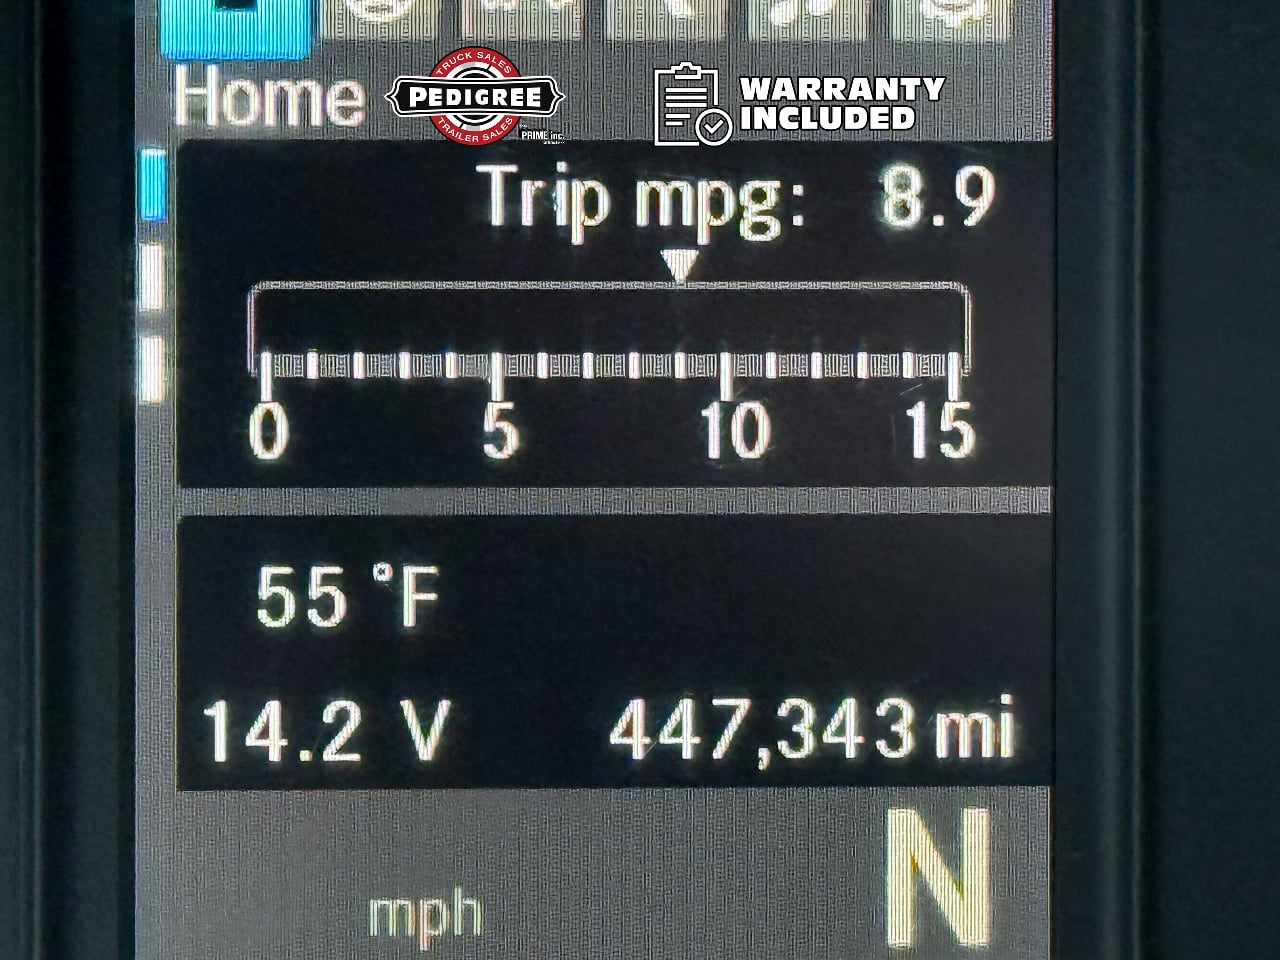 Home
TRUCK SALES
PEDIGREE
TRAILER SALES
PRIME inc.
WARRANTY
INCLUDED
Trip mpg: 8.9
0 5 10 15
55 °F
14.2 V 447,343 mi
N
mph